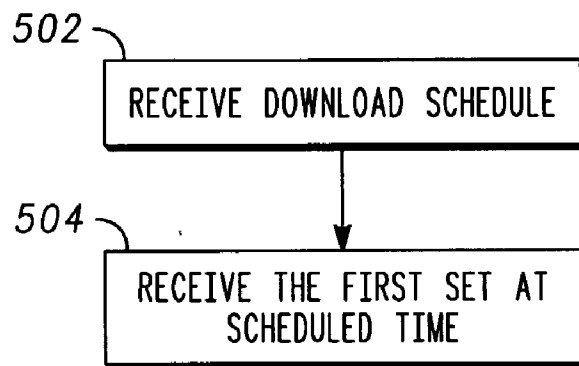 502
RECEIVE DOWNLOAD SCHEDULE
504
RECEIVE THE FIRST SET AT
SCHEDULED TIME